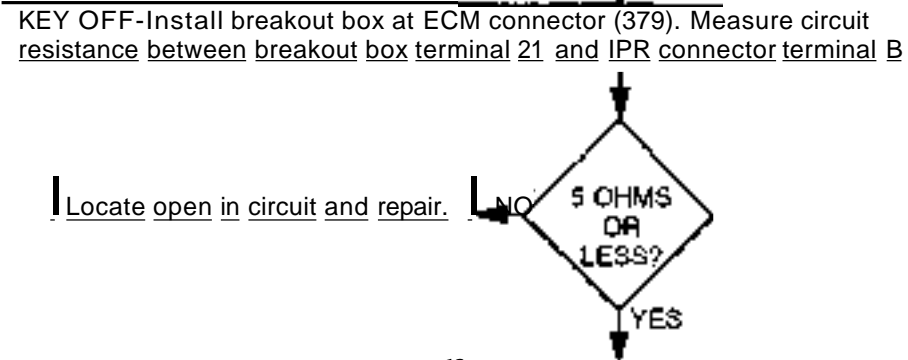 KEY OFF-Install breakout box at ECM connector (379). Measure circuit
resistance between breakout box terminal 21 and IPR connector terminal B
5 OHMS
OR
LESS?
Locate open in circuit and repair.
NO
YES